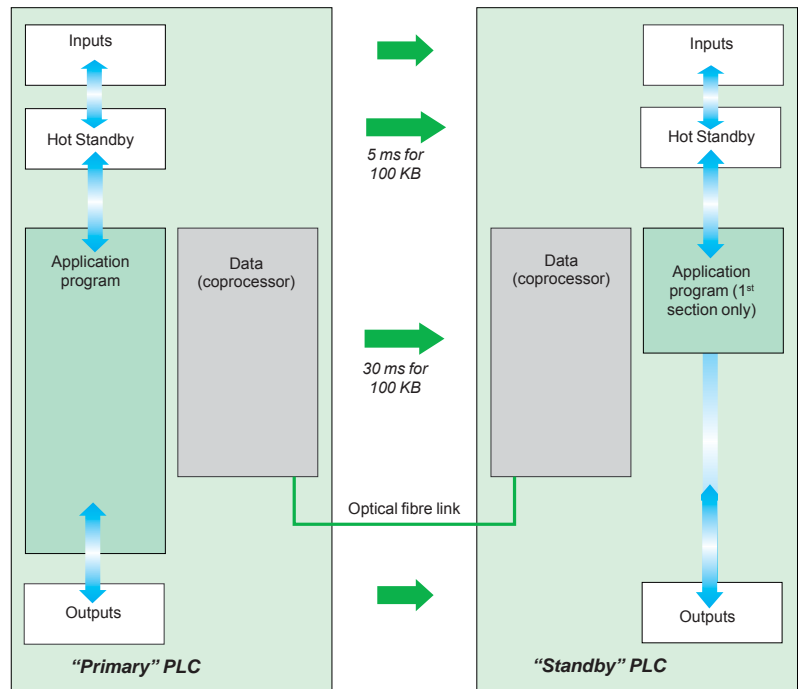 Inputs
Inputs
Hot Standby
5 ms for
100 KB
Hot Standby
Application
program
Data
(coprocessor)
30 ms for
100 KB
Data
(coprocessor)
Application
program (1st
section only)
Optical fibre link
Outputs
Outputs
“Primary” PLC
“Standby” PLC